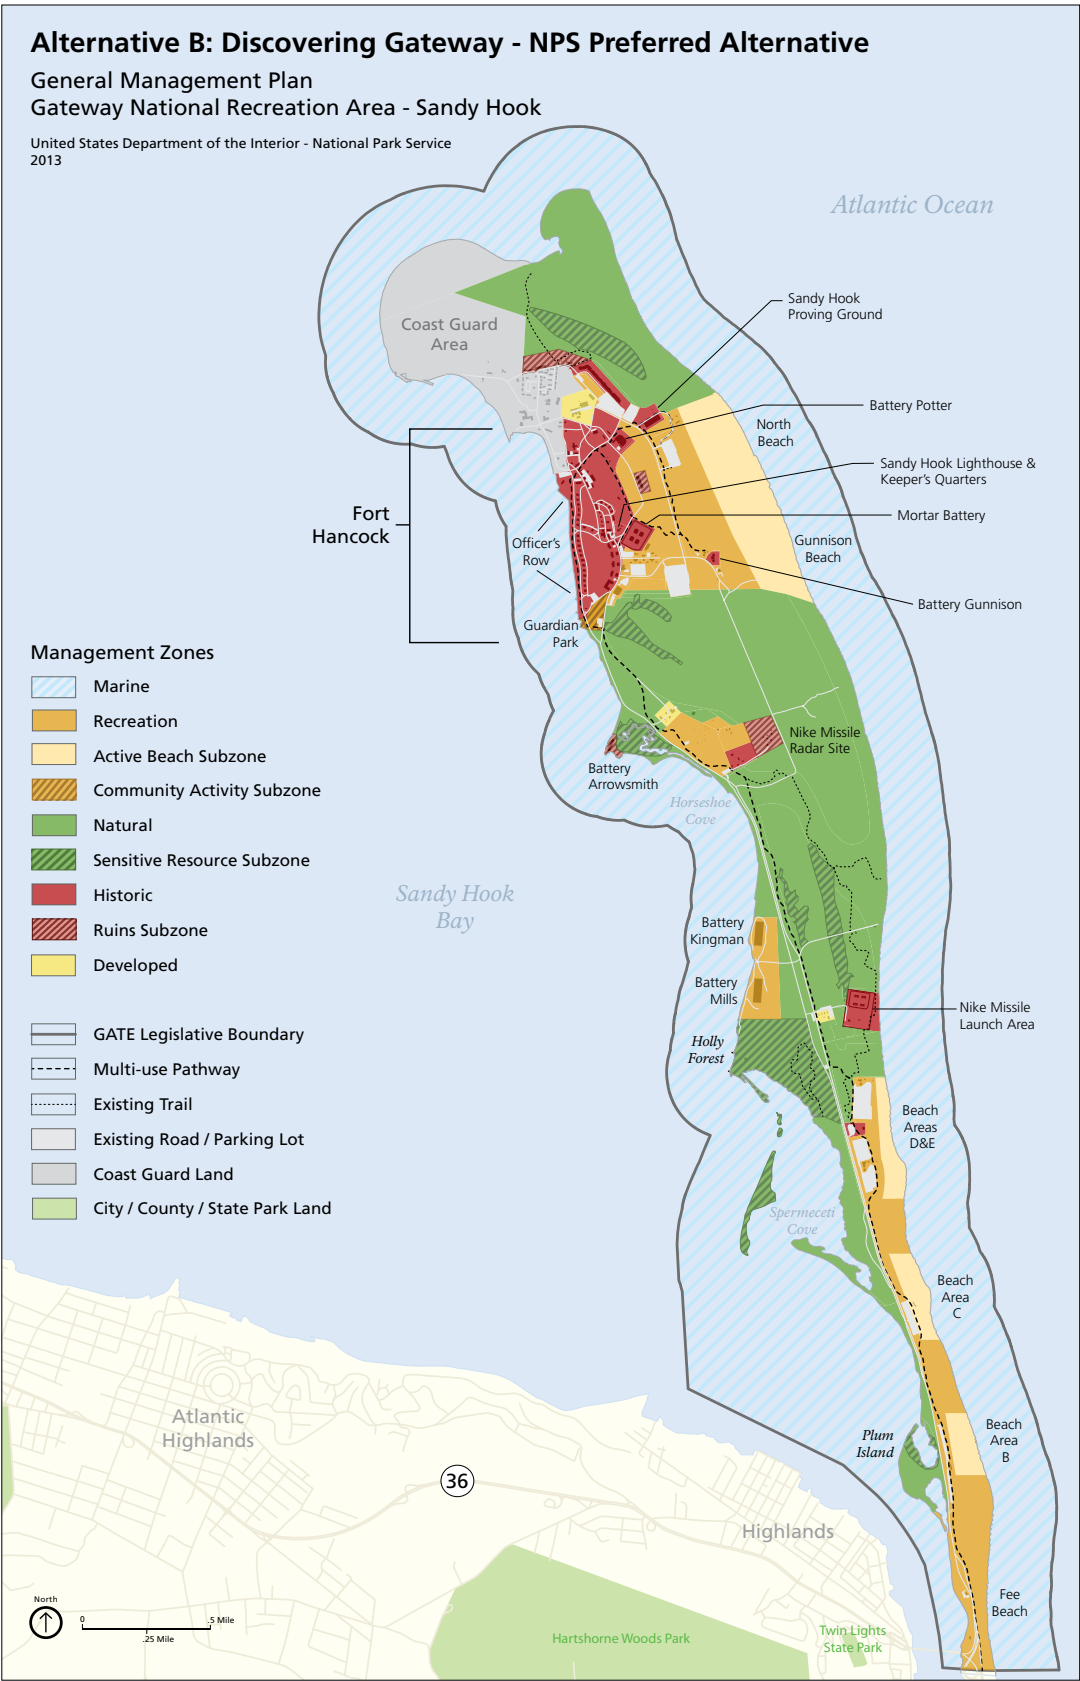 Alternative B: Discovering Gateway - NPS Preferred Alternative
General Management Plan
Gateway National Recreation Area - Sandy Hook
United States Department of the Interior - National Park Service
2013
Atlantic Ocean
Sandy Hook
Proving Ground
Coast Guard
Area
Battery Potter
North
Beach
Sandy Hook Lighthouse &
Keeper's Quarters
Fort
Hancock
Mortar Battery
Officer's
Row
Gunnison
Beach
Battery Gunnison
Guardian
Park
Management Zones
Marine
Recreation
Active Beach Subzone
Community Activity Subzone
Natural
Sensitive Resource Subzone
Historic
Ruins Subzone
Developed
GATE Legislative Boundary
Multi-use Pathway
Existing Trail
Existing Road / Parking Lot
Coast Guard Land
City / County / State Park Land
Nike Missile
Radar Site
Battery
Arrowsmith
Horseshoe
Cove
Sandy Hook
Bay
Battery
Kingman
Battery
Mills
Nike Missile
Launch Area
Holly
Forest
Beach
Areas
D&E
Spermeceti
Cove
Beach
Area
C
Atlantic
Highlands
Plum
Island
Beach
Area
B
36
Highlands
Fee
Beach
North
0
.5 Mile
.25 Mile
Hartshorne Woods Park
Twin Lights
State Park